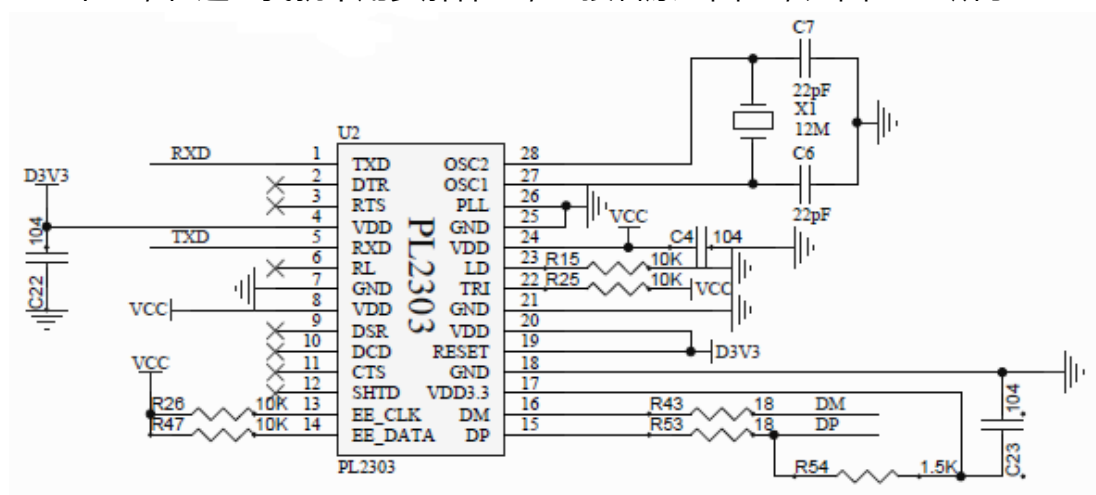 C7
22pF
X1
12M
C6
22pF
U2
RXD 1 TXD OSC2 28
2 DTR OSC1 27
3 RTS PLL 26
D3V3 4 VDD GND 25
TXD 5 RXD VDD 24 VCC C4 104
6 RL LD 23 R15 10K
7 GND TRI 22 R25 10K VCC
VCC 8 VDD GND 21
9 DSR VDD 20
10 DCD RESET 19 D3V3
11 CTS GND 18
12 SHTD VDD3.3 17
VCC R26 10K 13 EE_CLK DM 16 R43 18 DM
R47 10K 14 EE_DATA DP 15 R53 18 DP
PL2303
PL2303
104
C22
104
C23
R54 1.5K